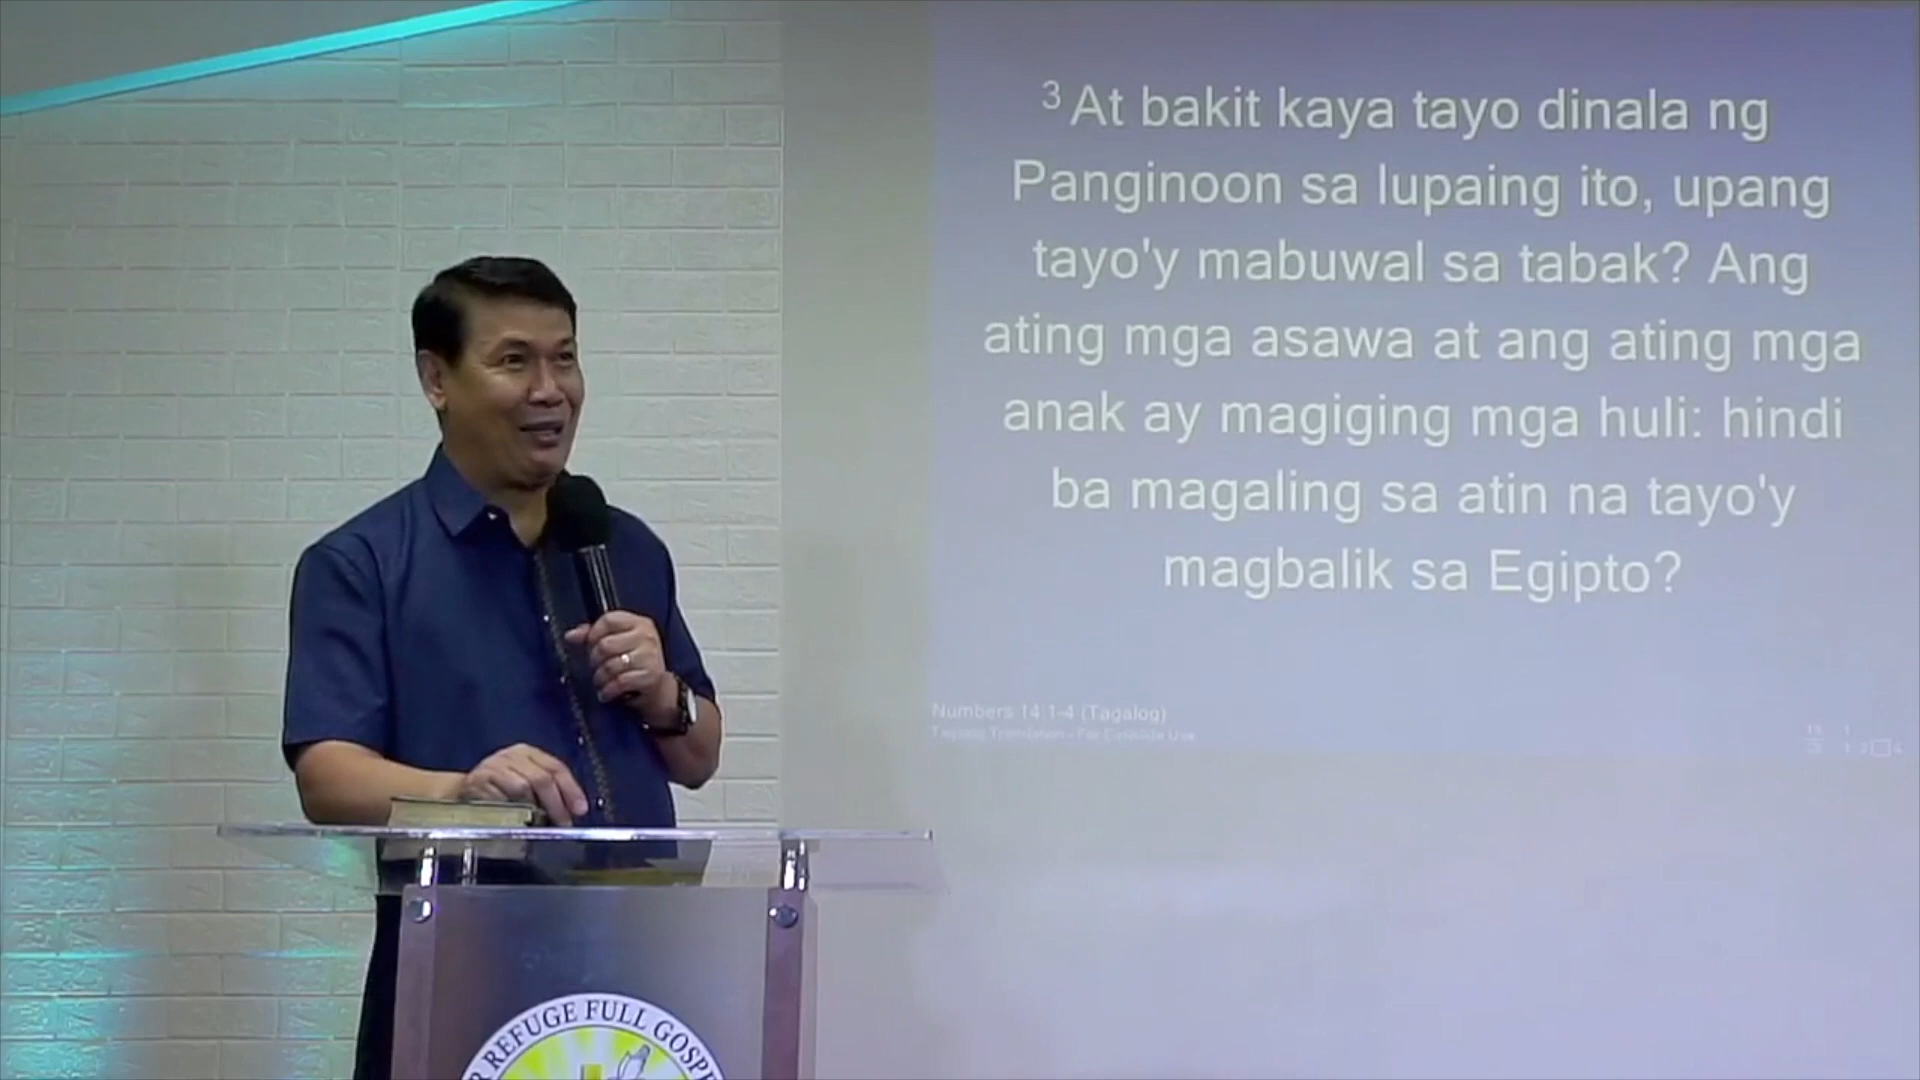 3 At bakit kaya tayo dinala ng
Panginoon sa lupaing ito, upang
tayo'y mabuwal sa tabak? Ang
ating mga asawa at ang ating mga
anak ay magiging mga huli: hindi
ba magaling sa atin na tayo'y
magbalik sa Egipto?
Numbers 14:1-4 (Tagalog)
REFUGE FULL